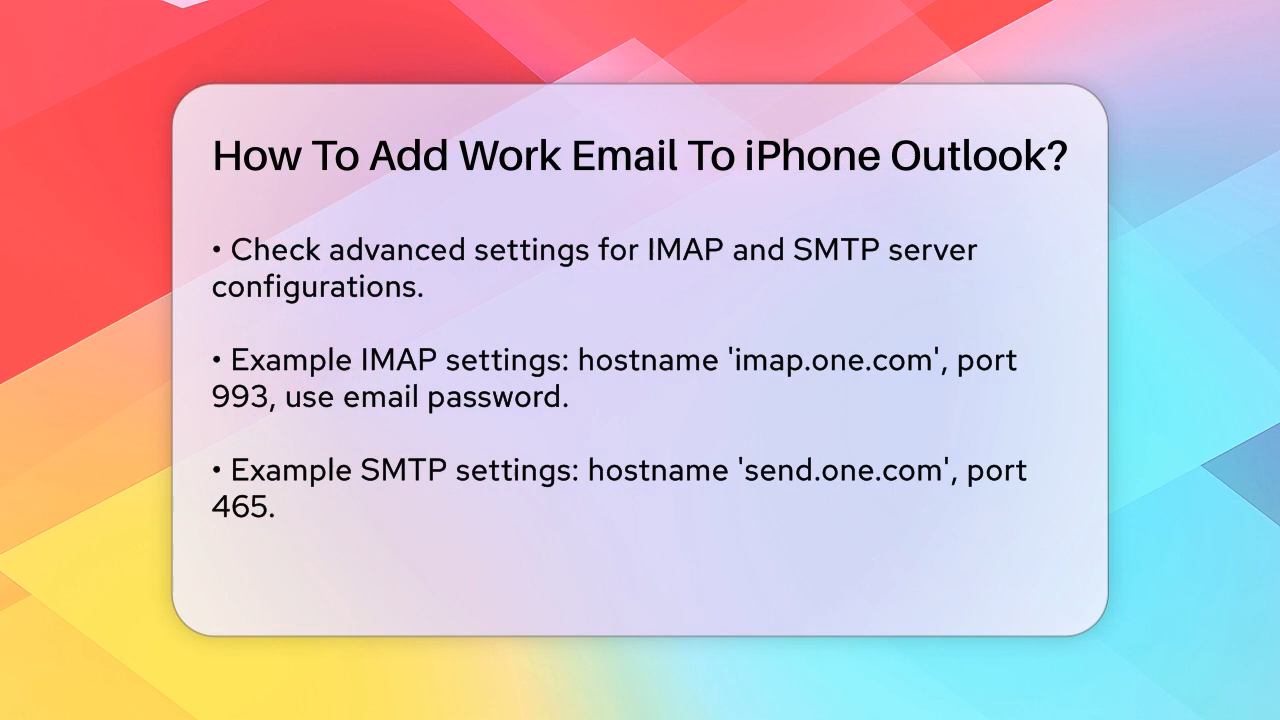 How To Add Work Email To iPhone Outlook?
• Check advanced settings for IMAP and SMTP server
configurations.
• Example IMAP settings: hostname 'imap.one.com', port
993, use email password.
• Example SMTP settings: hostname 'send.one.com', port
465.